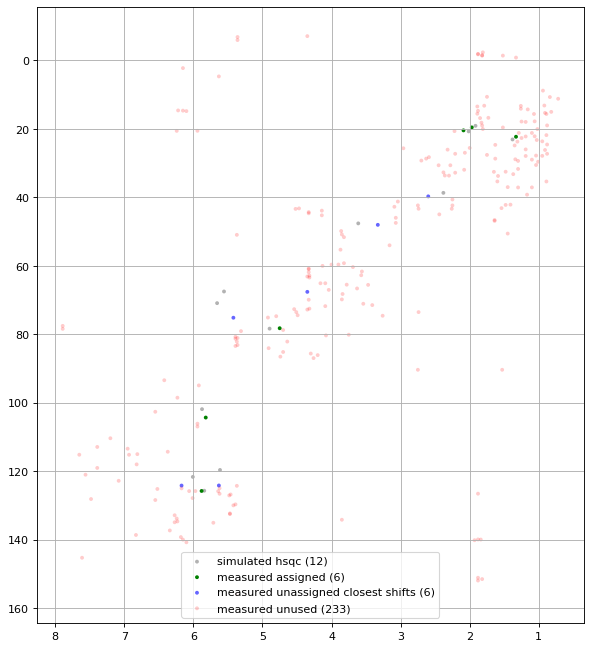 0
20
40
60
80
100
120
140
160
simulated hsqc (12)
measured assigned (6)
measured unassigned closest shifts (6)
measured unused (233)
8 7 6 5 4 3 2 1